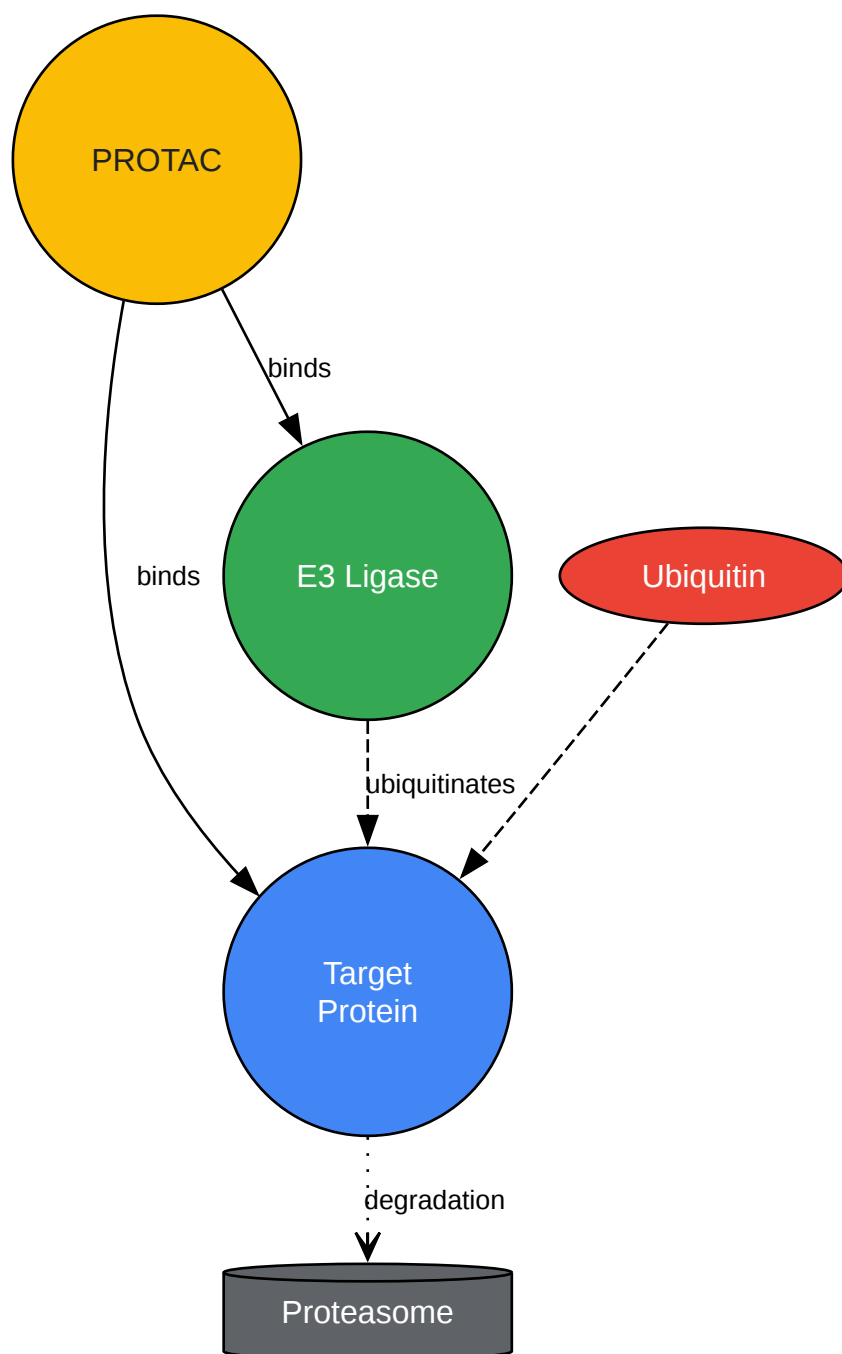 PROTAC
binds
binds
E3 Ligase
Ubiquitin
ubiquitinates
Target
Protein
degradation
Proteasome